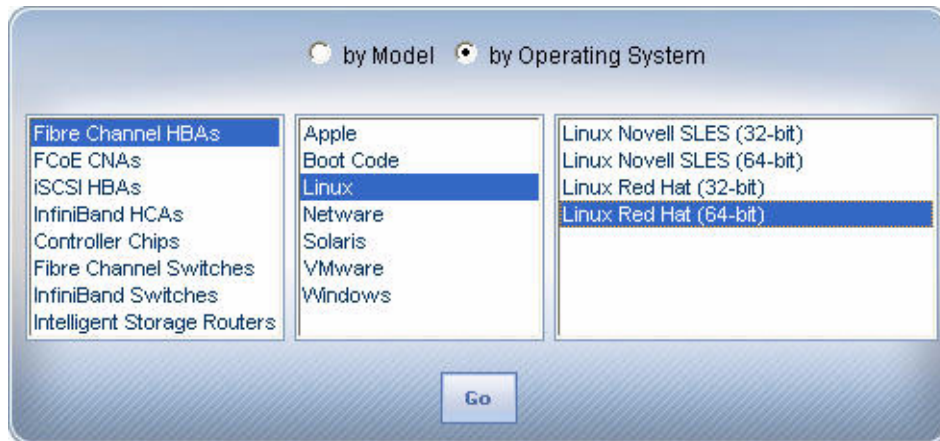 by Model by Operating System
Fibre Channel HBAs
FCoE CNAs
iSCSI HBAs
InfiniBand HCAs
Controller Chips
Fibre Channel Switches
InfiniBand Switches
Intelligent Storage Routers
Apple
Boot Code
Linux
Netware
Solaris
VMware
Windows
Linux Novell SLES (32-bit)
Linux Novell SLES (64-bit)
Linux Red Hat (32-bit)
Linux Red Hat (64-bit)
Go